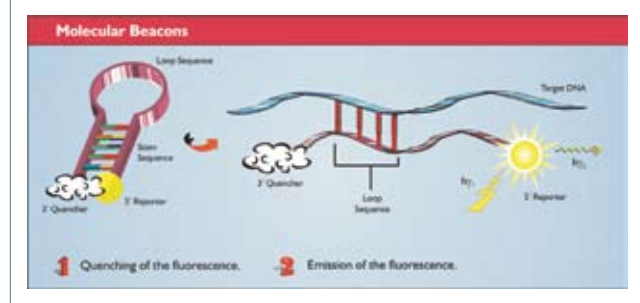 Molecular Beacons
Loop Sequence
Target DNA
Stem
Sequence
3' Quencher
5' Reporter
3' Quencher
Loop
Sequence
5' Reporter
1 Quenching of the fluorescence.
2 Emission of the fluorescence.